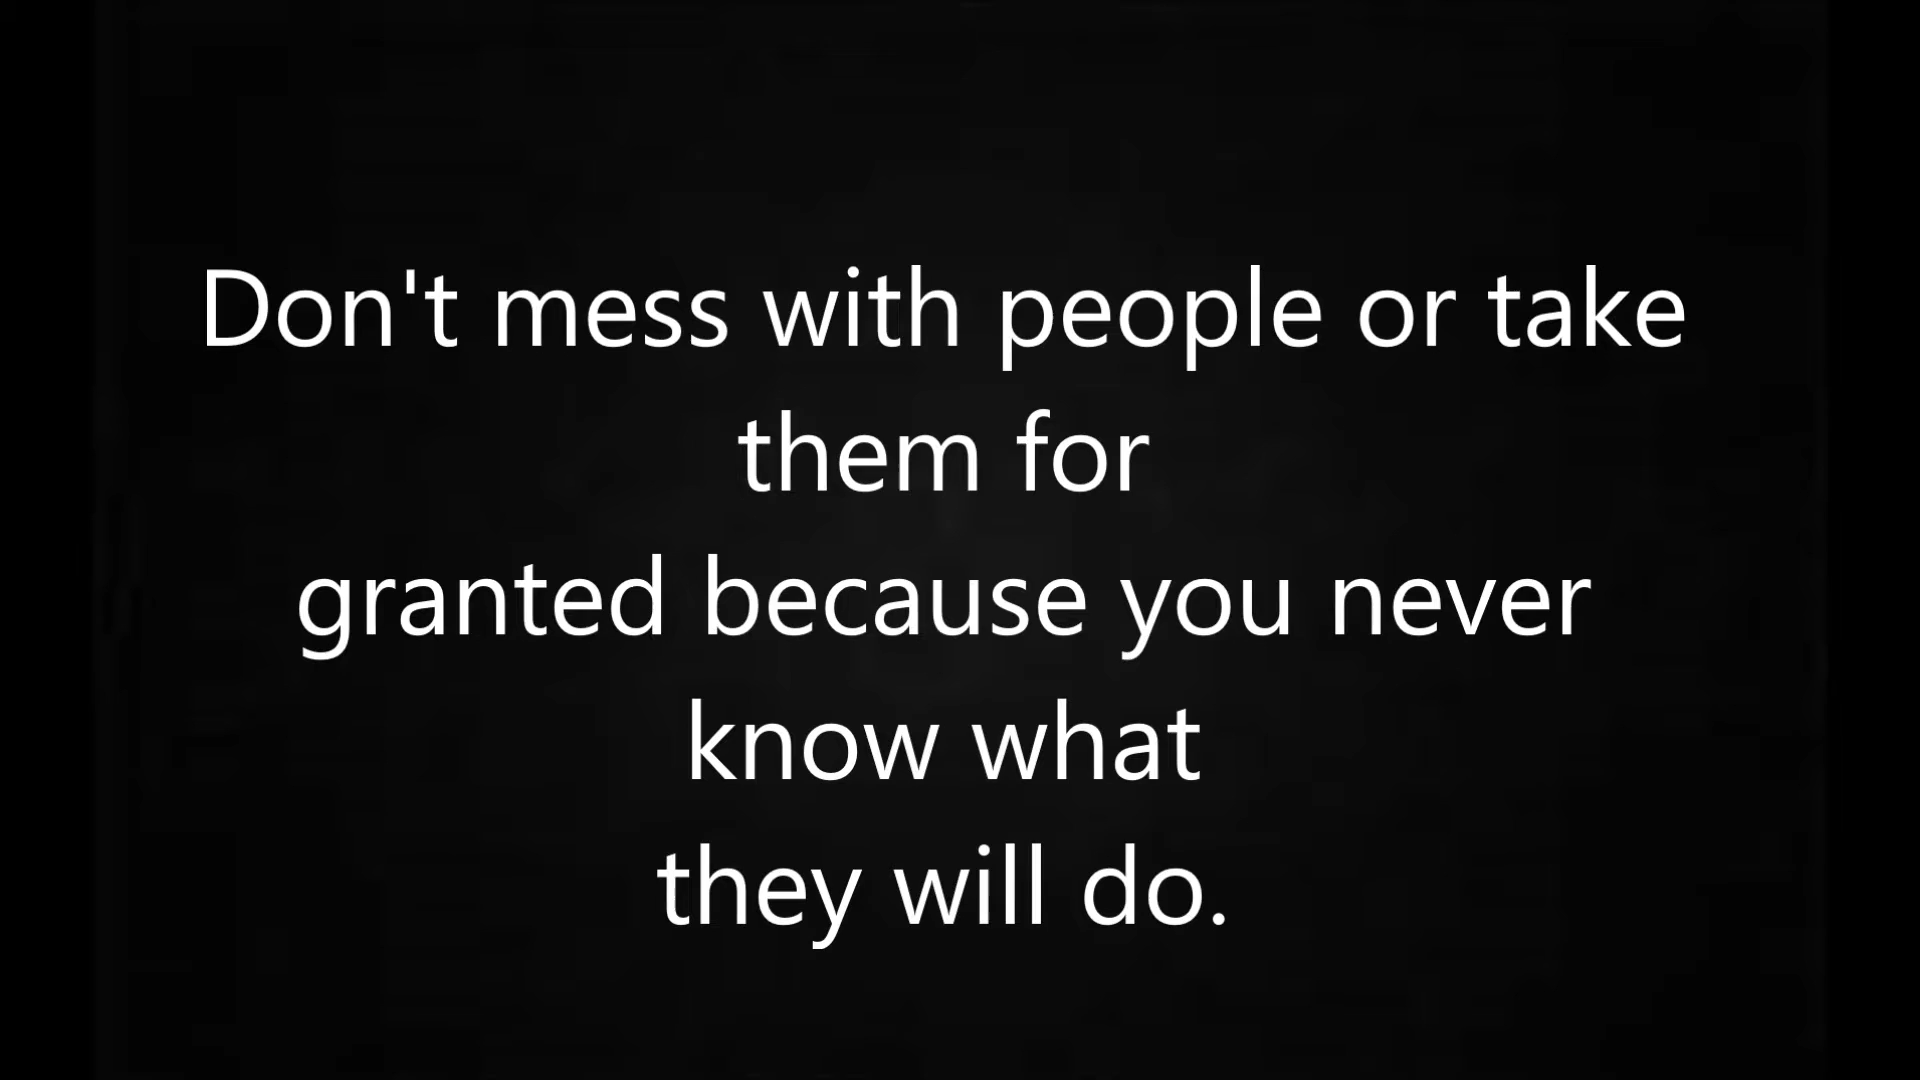 Don't mess with people or take
them for
granted because you never
know what
they will do.